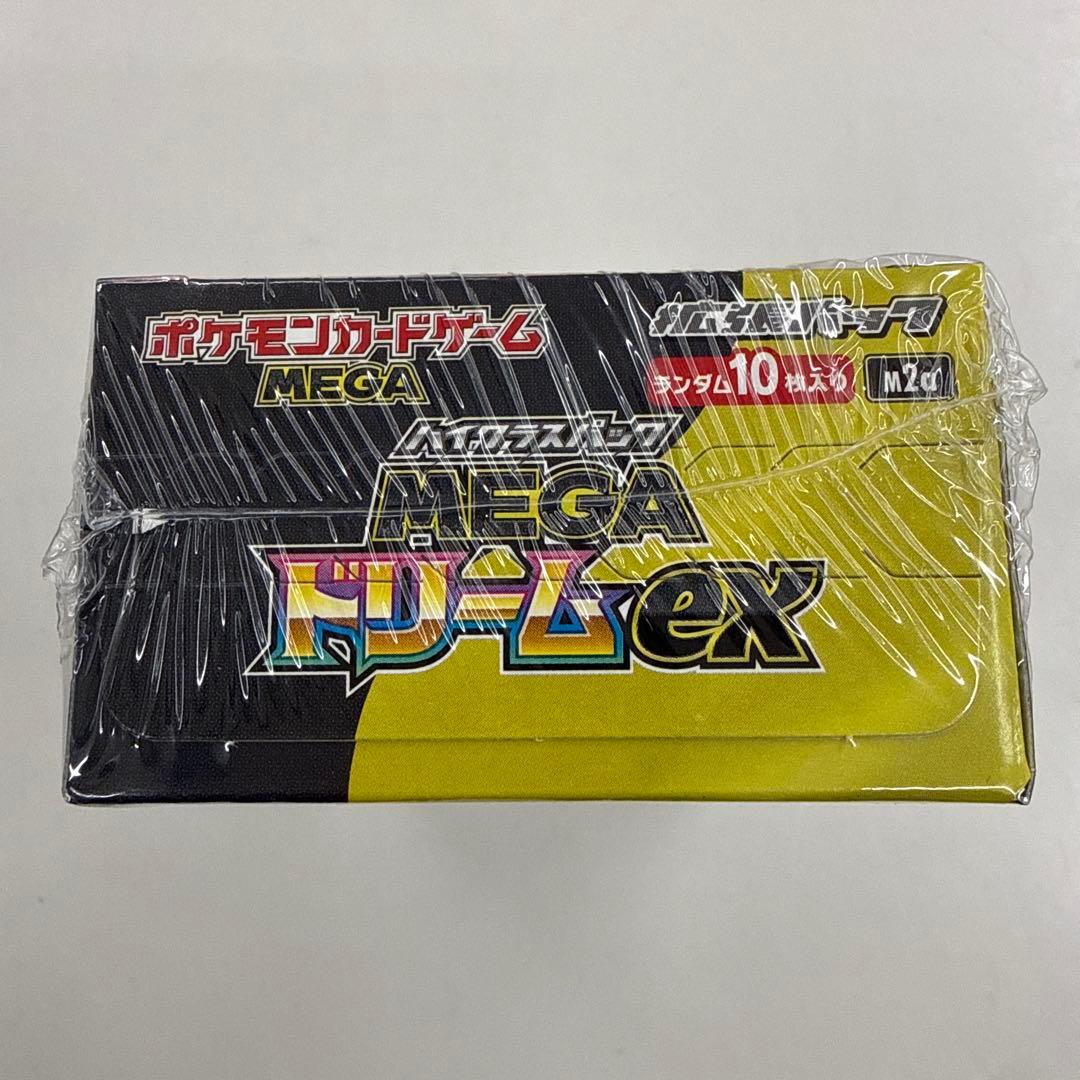 ポケモンカードゲーム
MEGA
拡張パック
ランダム10枚入り
M2a
ハイクラスパック
MEGA
ドリームex